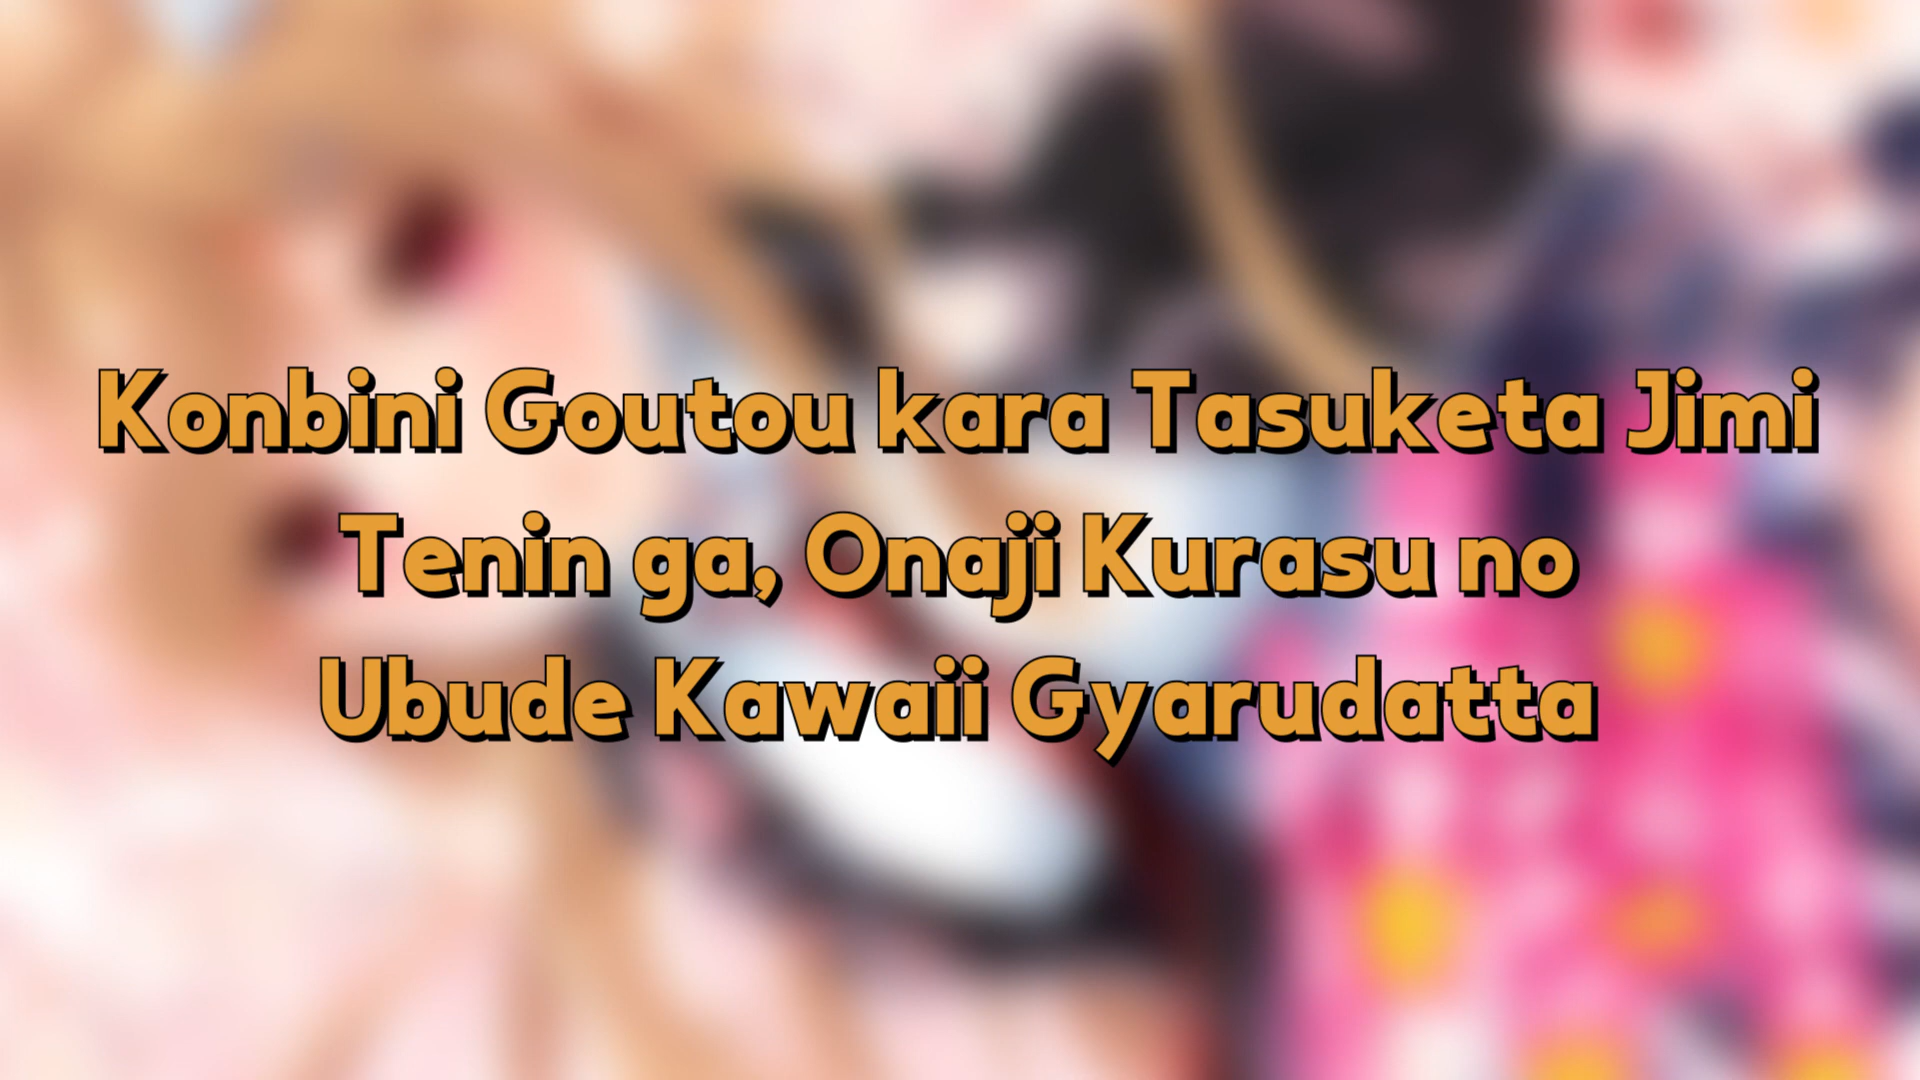 Konbini Goutou kara Tasuketa Jimi
Tenin ga, Onaji Kurasu no
Ubude Kawaii Gyarudatta